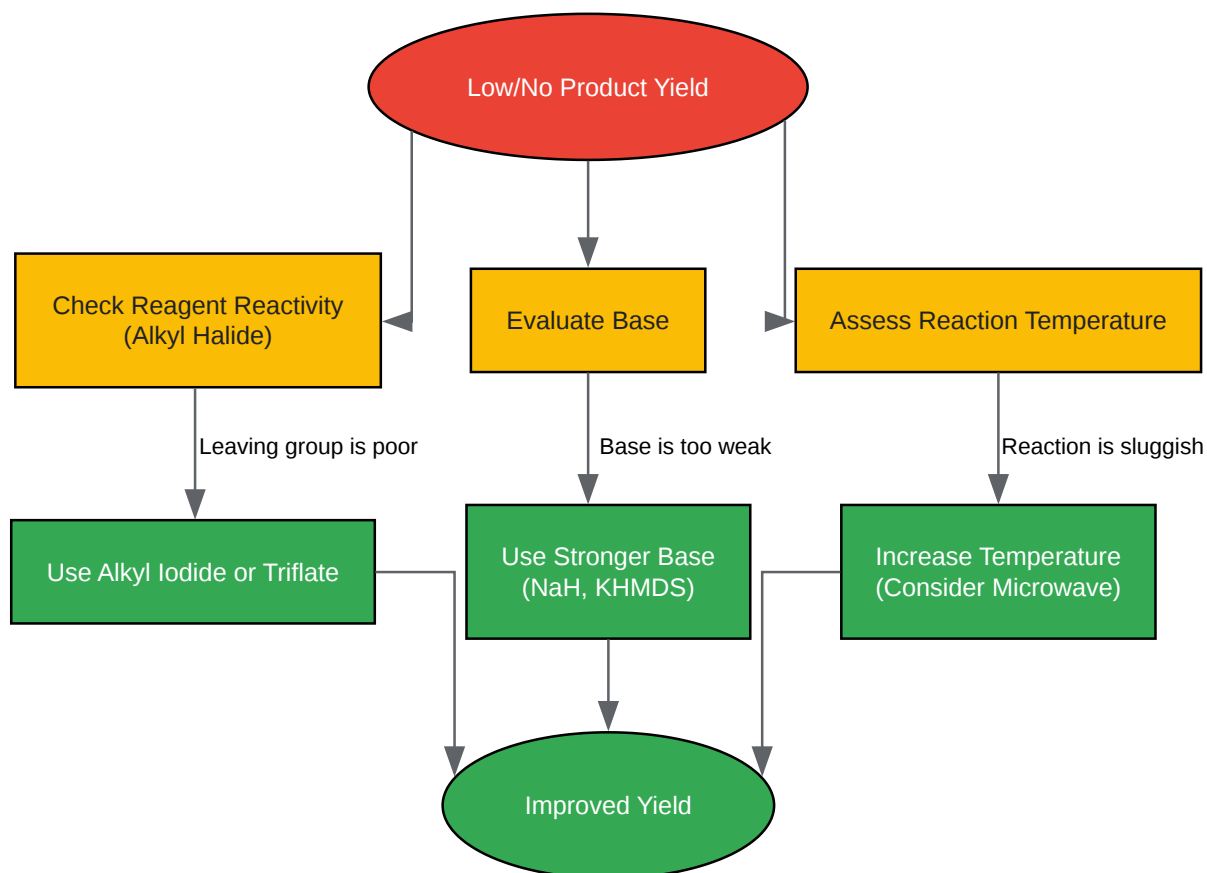 Low/No Product Yield
Check Reagent Reactivity
(Alkyl Halide)
Evaluate Base
Assess Reaction Temperature
Leaving group is poor
Base is too weak
Reaction is sluggish
Use Alkyl Iodide or Triflate
Use Stronger Base
(NaH, KHMDS)
Increase Temperature
(Consider Microwave)
Improved Yield